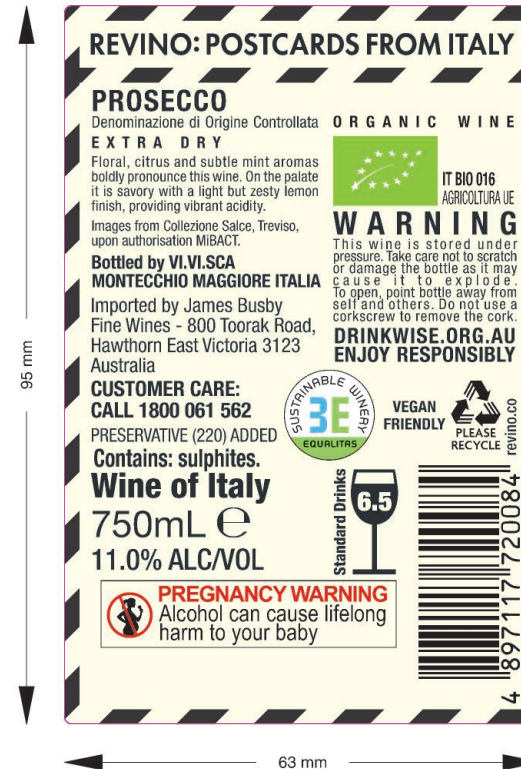 REVINO: POSTCARDS FROM ITALY
PROSECCO
Denominazione di Origine Controllata
EXTRA DRY
Floral, citrus and subtle mint aromas
boldly pronounce this wine. On the palate
it is savory with a light but zesty lemon
finish, providing vibrant acidity.
Images from Collezione Salce, Treviso,
upon authorisation MiBACT.
Bottled by VI.VI.SCA
MONTECCHIO MAGGIORE ITALIA
Imported by James Busby
Fine Wines - 800 Toorak Road,
Hawthorn East Victoria 3123
Australia
CUSTOMER CARE:
CALL 1800 061 562
PRESERVATIVE (220) ADDED
Contains: sulphites.
Wine of Italy
750mL ℮
11.0% ALC/VOL
PREGNANCY WARNING
Alcohol can cause lifelong
harm to your baby
ORGANIC WINE
IT BIO 016
AGRICOLTURA UE
WARNING
This wine is stored under
pressure. Take care not to scratch
or damage the bottle as it may
cause it to explode.
To open, point bottle away from
self and others. Do not use a
corkscrew to remove the cork.
DRINKWISE.ORG.AU
ENJOY RESPONSIBLY
SUSTAINABLE WINERY
3E
EQUALITAS
VEGAN
FRIENDLY
PLEASE
RECYCLE
revino.co
Standard Drinks
6.5
4 897117 720084
95 mm
63 mm